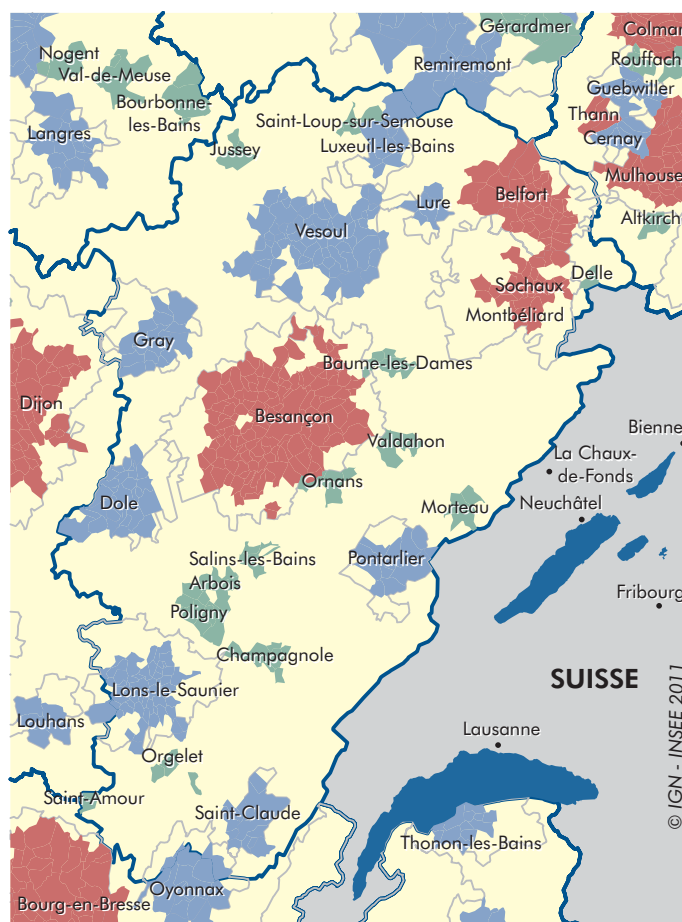 Gérardmer
Colmar
Nogent
Val-de-Meuse
Remiremont
Rouffach
Bourbonne-
les-Bains
Guebwiller
Langres
Saint-Loup-sur-Semouse
Thann
Cernay
Jussey
Luxeuil-les-Bains
Mulhouse
Belfort
Lure
Altkirch
Vesoul
Delle
Sochaux
Montbéliard
Gray
Baume-les-Dames
Dijon
Besançon
Bienne
Valdahon
La Chaux-
de-Fonds
Ornans
Dole
Morteau
Neuchâtel
Salins-les-Bains
Pontarlier
Arbois
Fribourg
Poligny
Champagnole
SUISSE
Lons-le-Saunier
Louhans
Lausanne
Orgelet
Saint-Amour
Saint-Claude
Thonon-les-Bains
Oyonnax
Bourg-en-Bresse
© IGN - INSEE 2011